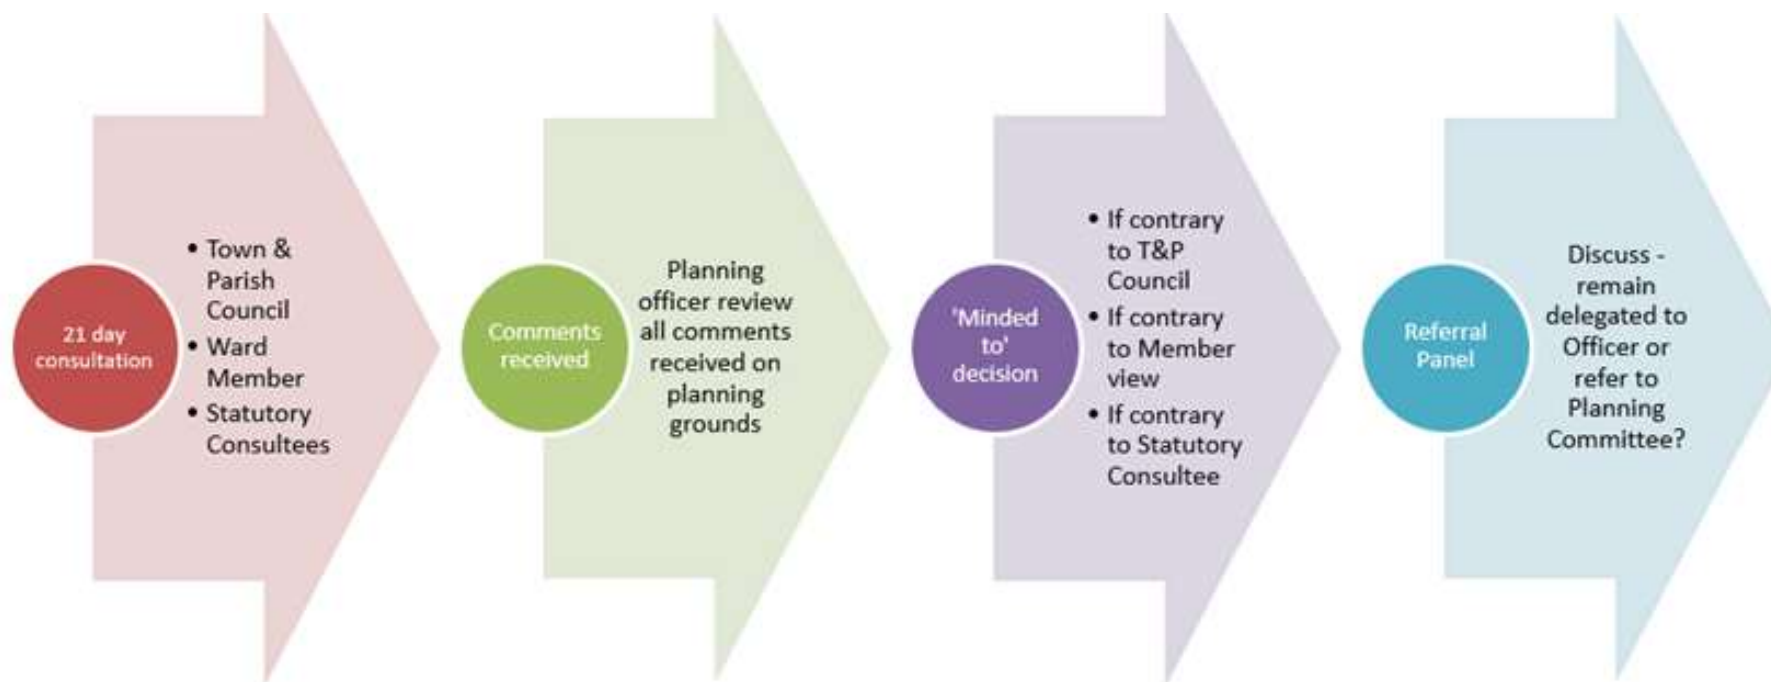 21 day
consultation
• Town &
Parish
Council
• Ward
Member
• Statutory
Consultees
Comments
received
Planning
officer review
all comments
received on
planning
grounds
'Minded
to'
decision
• If contrary
to T&P
Council
• If contrary
to Member
view
• If contrary
to Statutory
Consultee
Referral
Panel
Discuss -
remain
delegated to
Officer or
refer to
Planning
Committee?